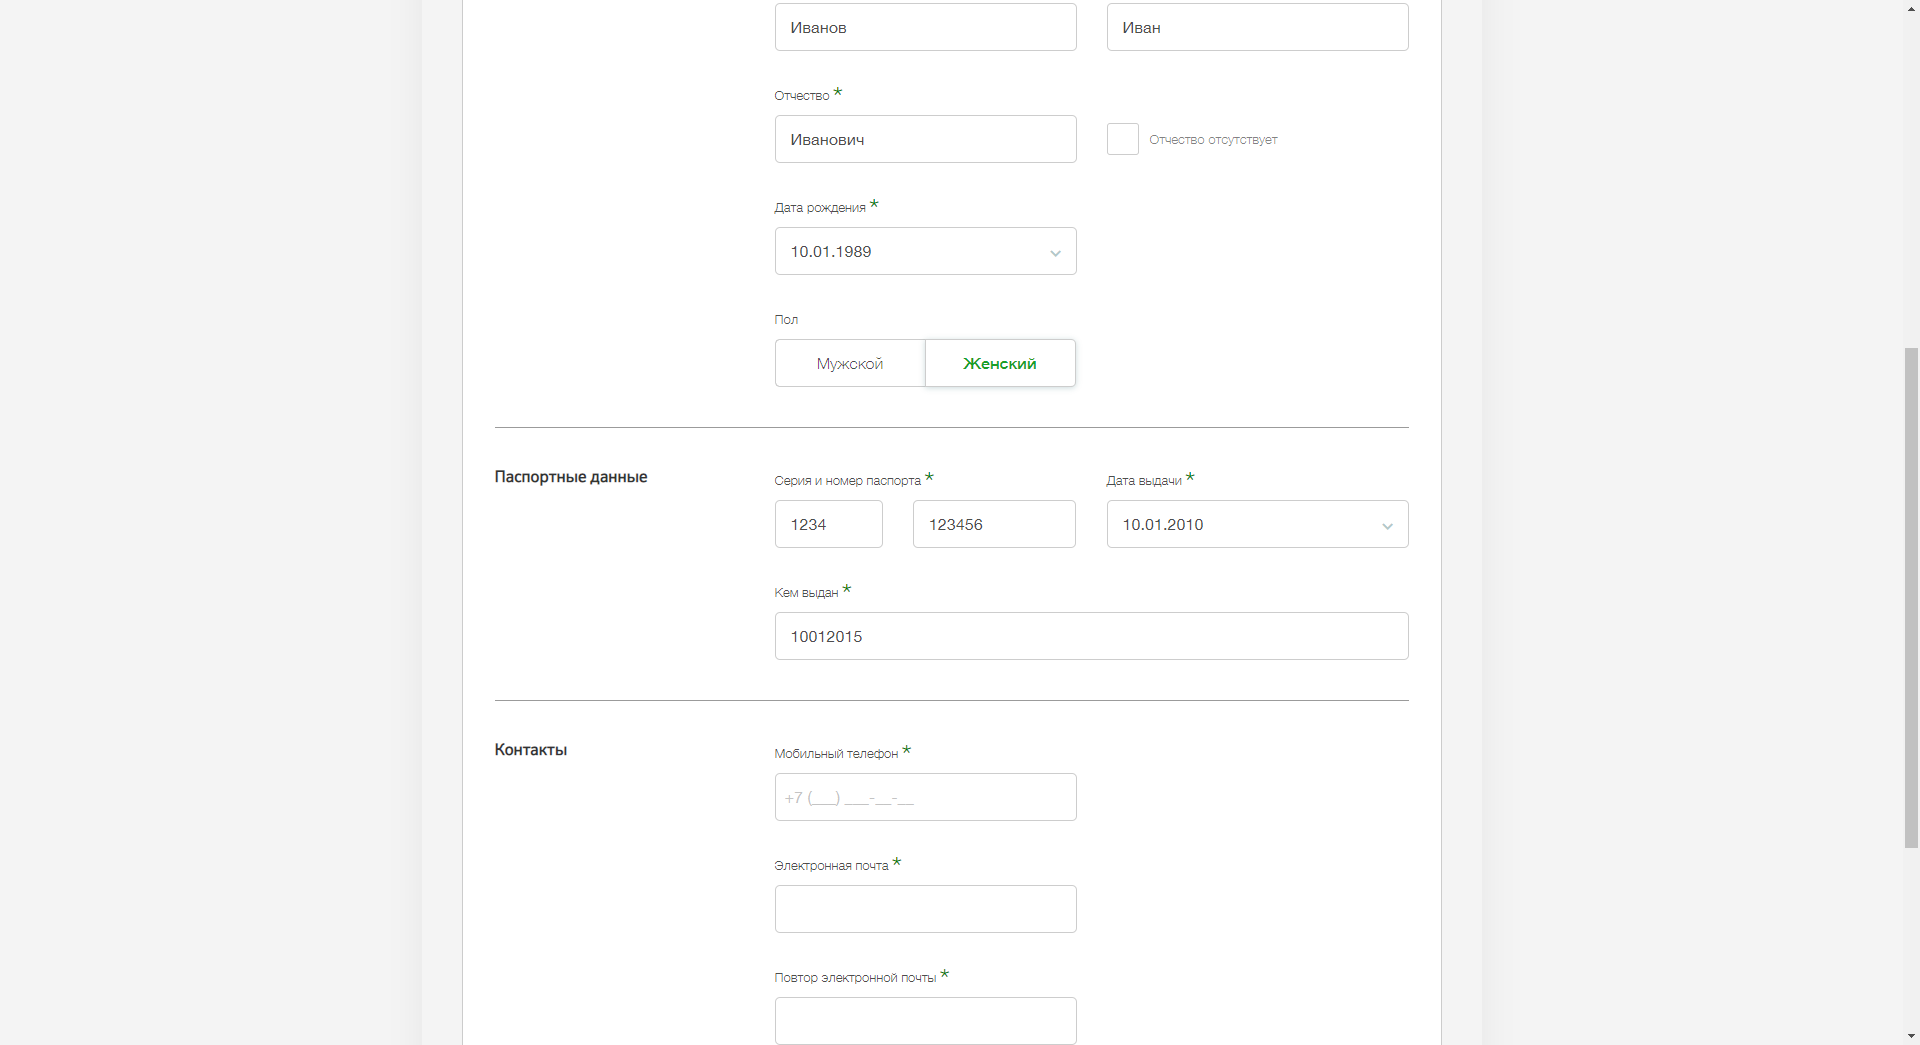 Иванов Иван
Отчество *
Иванович Отчество отсутствует
Дата рождения *
10.01.1989
Пол
Мужской Женский
Паспортные данные Серия и номер паспорта * Дата выдачи *
1234 123456 10.01.2010
Кем выдан *
10012015
Контакты Мобильный телефон *
+7 (___) ___-__-__
Электронная почта *
Повтор электронной почты *